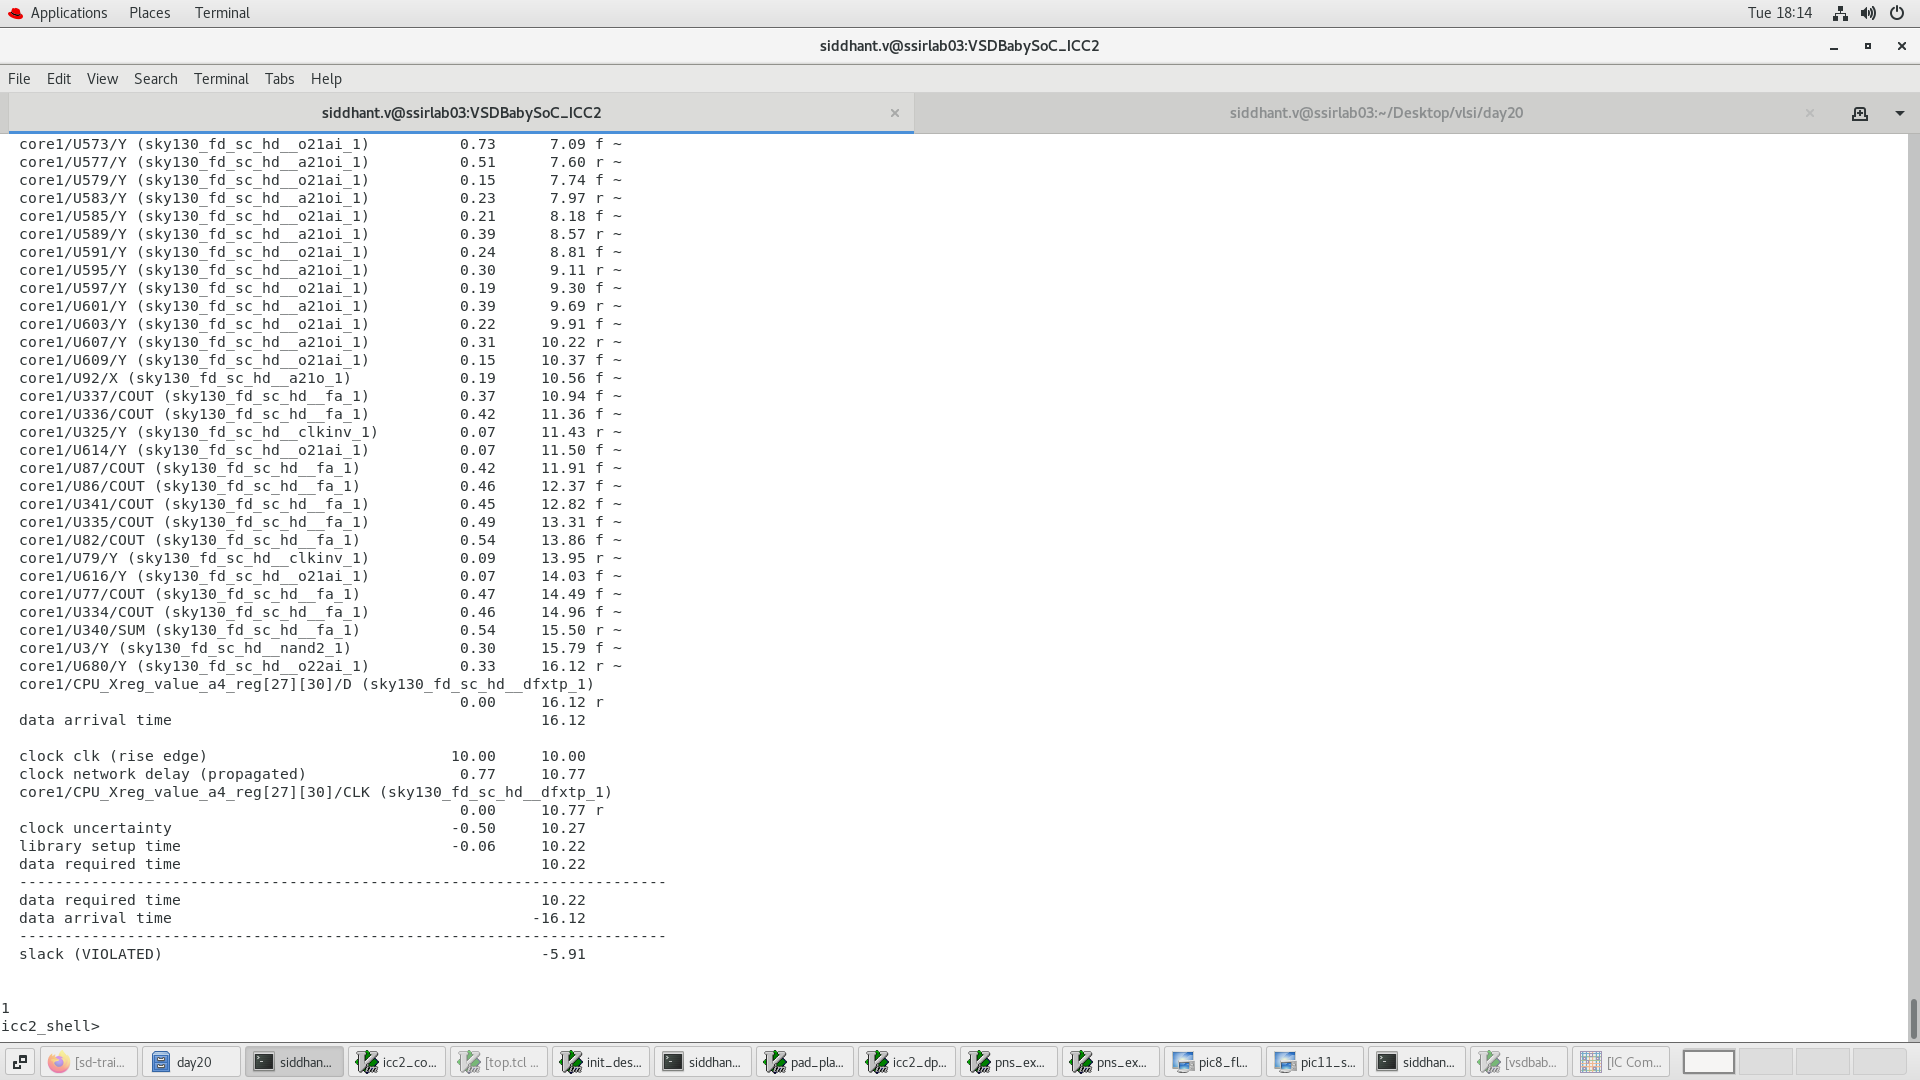 Applications Places Terminal Tue 18:14
siddhant.v@ssirlab03:VSDBabySoC_ICC2
File Edit View Search Terminal Tabs Help
siddhant.v@ssirlab03:VSDBabySoC_ICC2 × siddhant.v@ssirlab03:~/Desktop/vlsi/day20 ×
core1/U573/Y (sky130_fd_sc_hd__o21ai_1) 0.73 7.09 f ~
core1/U577/Y (sky130_fd_sc_hd__a21oi_1) 0.51 7.60 r ~
core1/U579/Y (sky130_fd_sc_hd__o21ai_1) 0.15 7.74 f ~
core1/U583/Y (sky130_fd_sc_hd__a21oi_1) 0.23 7.97 r ~
core1/U585/Y (sky130_fd_sc_hd__o21ai_1) 0.21 8.18 f ~
core1/U589/Y (sky130_fd_sc_hd__a21oi_1) 0.39 8.57 r ~
core1/U591/Y (sky130_fd_sc_hd__o21ai_1) 0.24 8.81 f ~
core1/U595/Y (sky130_fd_sc_hd__a21oi_1) 0.30 9.11 r ~
core1/U597/Y (sky130_fd_sc_hd__o21ai_1) 0.19 9.30 f ~
core1/U601/Y (sky130_fd_sc_hd__a21oi_1) 0.39 9.69 r ~
core1/U603/Y (sky130_fd_sc_hd__o21ai_1) 0.22 9.91 f ~
core1/U607/Y (sky130_fd_sc_hd__a21oi_1) 0.31 10.22 r ~
core1/U609/Y (sky130_fd_sc_hd__o21ai_1) 0.15 10.37 f ~
core1/U92/X (sky130_fd_sc_hd__a21o_1) 0.19 10.56 f ~
core1/U337/COUT (sky130_fd_sc_hd__fa_1) 0.37 10.94 f ~
core1/U336/COUT (sky130_fd_sc_hd__fa_1) 0.42 11.36 f ~
core1/U325/Y (sky130_fd_sc_hd__clkinv_1) 0.07 11.43 r ~
core1/U614/Y (sky130_fd_sc_hd__o21ai_1) 0.07 11.50 f ~
core1/U87/COUT (sky130_fd_sc_hd__fa_1) 0.42 11.91 f ~
core1/U86/COUT (sky130_fd_sc_hd__fa_1) 0.46 12.37 f ~
core1/U341/COUT (sky130_fd_sc_hd__fa_1) 0.45 12.82 f ~
core1/U335/COUT (sky130_fd_sc_hd__fa_1) 0.49 13.31 f ~
core1/U82/COUT (sky130_fd_sc_hd__fa_1) 0.54 13.86 f ~
core1/U79/Y (sky130_fd_sc_hd__clkinv_1) 0.09 13.95 r ~
core1/U616/Y (sky130_fd_sc_hd__o21ai_1) 0.07 14.03 f ~
core1/U77/COUT (sky130_fd_sc_hd__fa_1) 0.47 14.49 f ~
core1/U334/COUT (sky130_fd_sc_hd__fa_1) 0.46 14.96 f ~
core1/U340/SUM (sky130_fd_sc_hd__fa_1) 0.54 15.50 r ~
core1/U3/Y (sky130_fd_sc_hd__nand2_1) 0.30 15.79 f ~
core1/U680/Y (sky130_fd_sc_hd__o22ai_1) 0.33 16.12 r ~
core1/CPU_Xreg_value_a4_reg[27][30]/D (sky130_fd_sc_hd__dfxtp_1)
0.00 16.12 r
data arrival time 16.12
clock clk (rise edge) 10.00 10.00
clock network delay (propagated) 0.77 10.77
core1/CPU_Xreg_value_a4_reg[27][30]/CLK (sky130_fd_sc_hd__dfxtp_1)
0.00 10.77 r
clock uncertainty -0.50 10.27
library setup time -0.06 10.22
data required time 10.22
------------------------------------------------------------------------
data required time 10.22
data arrival time -16.12
------------------------------------------------------------------------
slack (VIOLATED) -5.91
1
icc2_shell>
[sd-trai... day20 siddhan... icc2_co... [top.tcl ... init_des... siddhan... pad_pla... icc2_dp... pns_ex... pns_ex... pic8_fl... pic11_s... siddhan... [vsdbab... [IC Com...